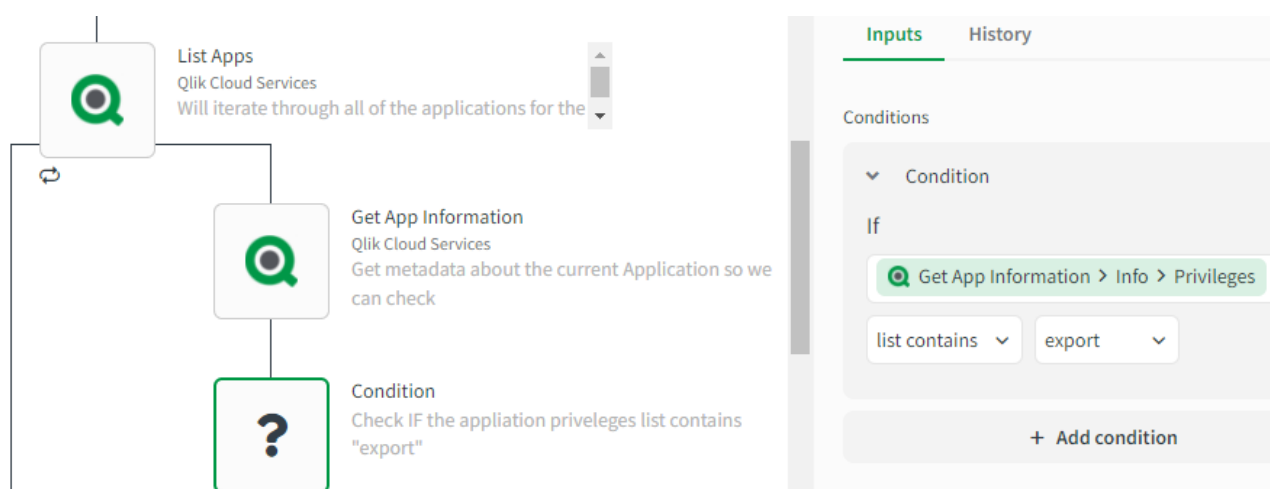 List Apps
Qlik Cloud Services
Will iterate through all of the applications for the
Get App Information
Qlik Cloud Services
Get metadata about the current Application so we
can check
Condition
Check IF the appliation priveleges list contains
"export"
?
Inputs History
Conditions
Condition
If
Get App Information > Info > Privileges
list contains export
+ Add condition